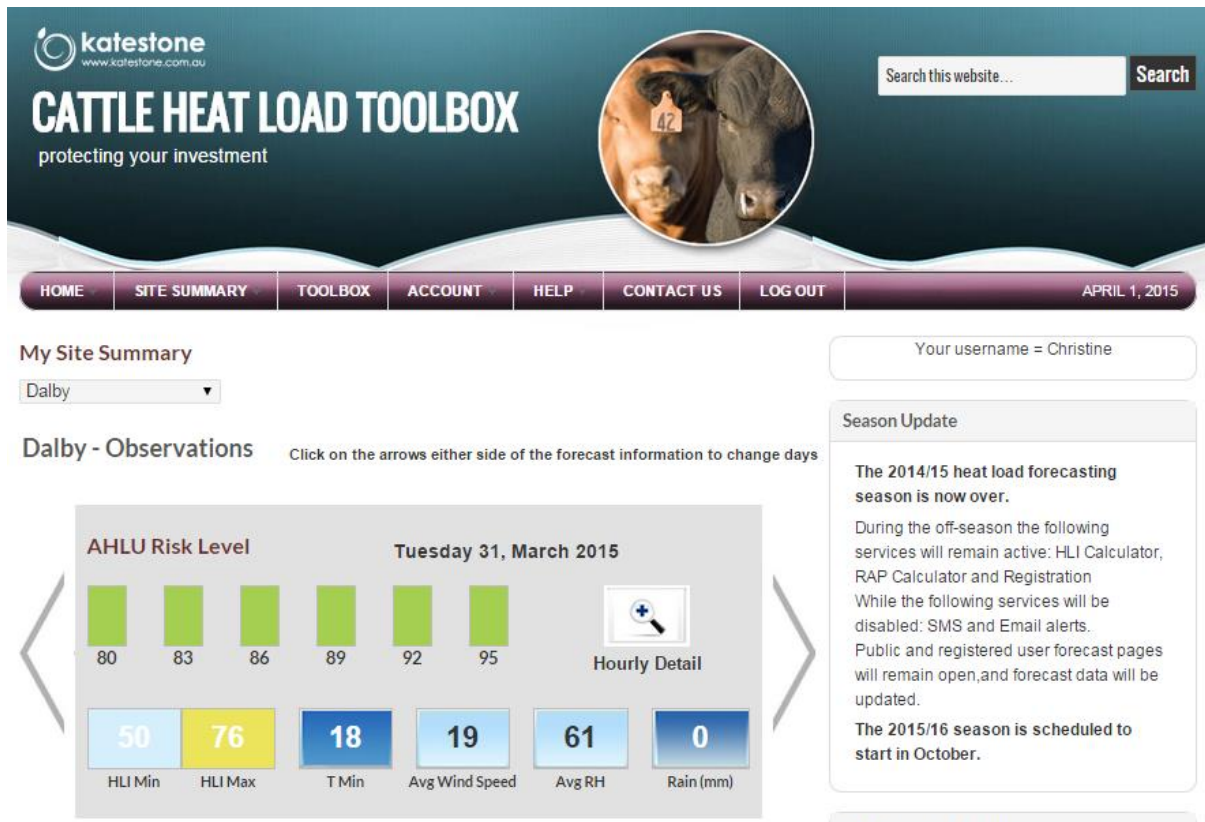 katestone
www.katestone.com.au
CATTLE HEAT LOAD TOOLBOX
protecting your investment
42
Search this website...
Search
HOME
SITE SUMMARY
TOOLBOX
ACCOUNT
HELP
CONTACT US
LOG OUT
APRIL 1, 2015
My Site Summary
Dalby
Dalby - Observations
Click on the arrows either side of the forecast information to change days
AHLU Risk Level
Tuesday 31, March 2015
80 83 86 89 92 95
Hourly Detail
50 76 18 19 61 0
HLI Min HLI Max T Min Avg Wind Speed Avg RH Rain (mm)
Your username = Christine
Season Update
The 2014/15 heat load forecasting
season is now over.
During the off-season the following
services will remain active: HLI Calculator,
RAP Calculator and Registration
While the following services will be
disabled: SMS and Email alerts.
Public and registered user forecast pages
will remain open,and forecast data will be
updated.
The 2015/16 season is scheduled to
start in October.